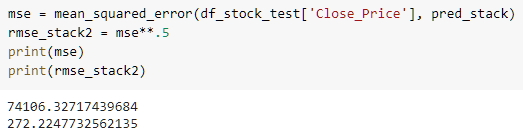 mse = mean_squared_error(df_stock_test['Close_Price'], pred_stack)
rmse_stack2 = mse**.5
print(mse)
print(rmse_stack2)
74106.32717439684
272.2247732562135